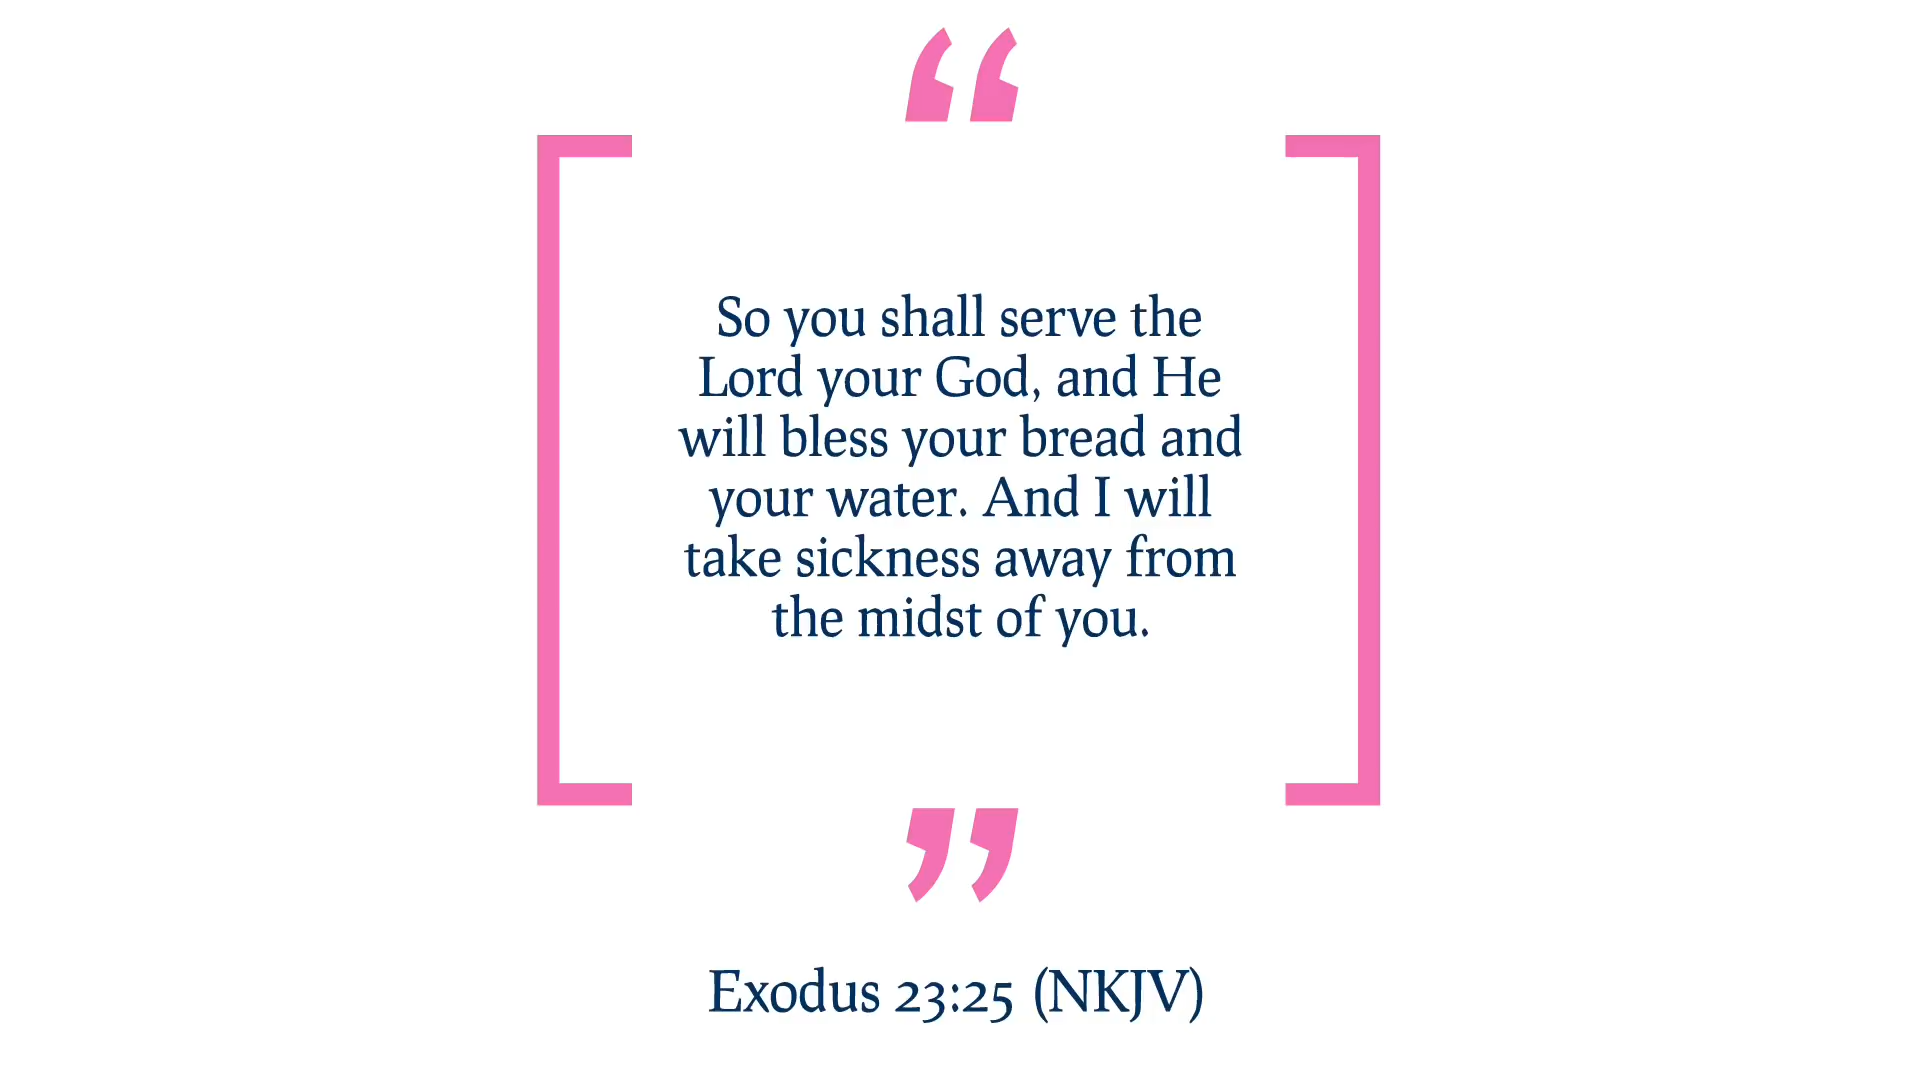 “
So you shall serve the
Lord your God, and He
will bless your bread and
your water. And I will
take sickness away from
the midst of you.
”
Exodus 23:25 (NKJV)